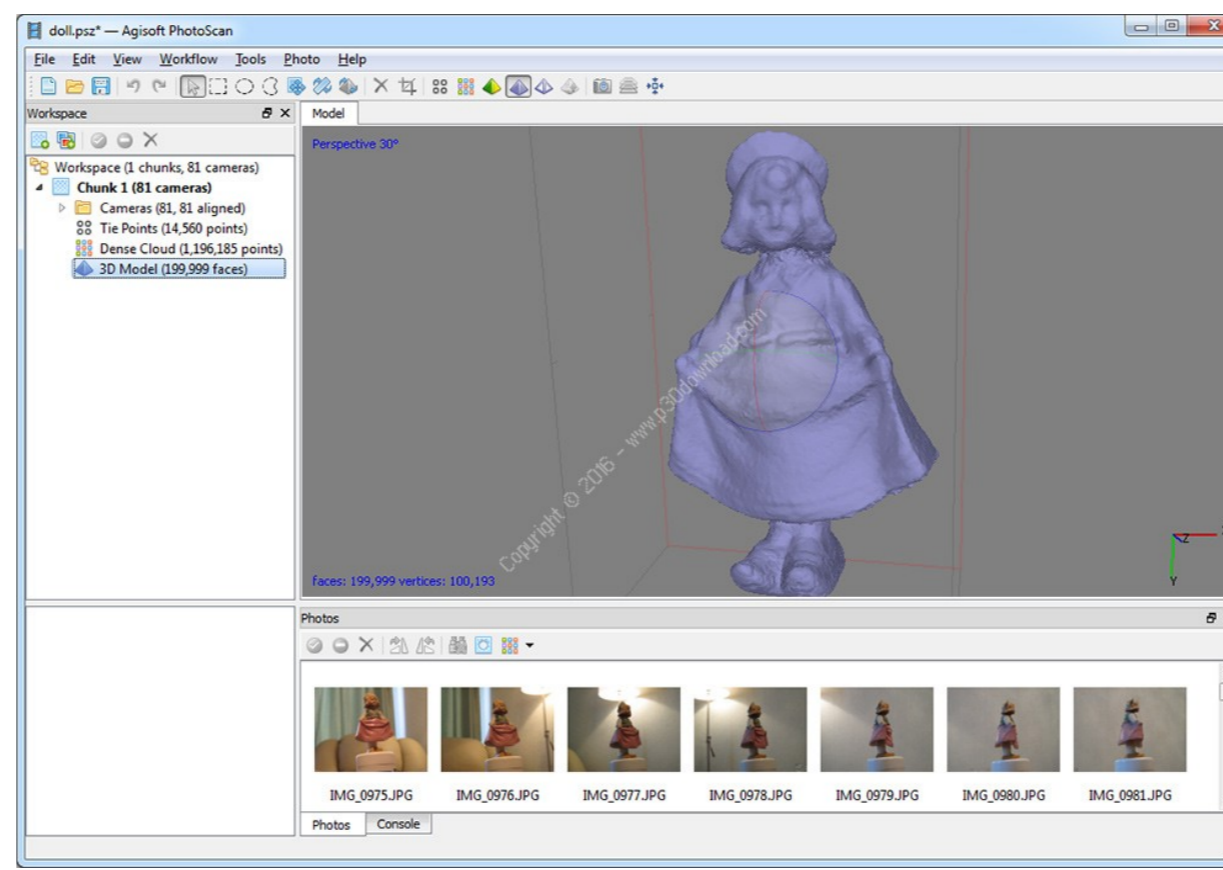 doll.psz* — Agisoft PhotoScan
File Edit View Workflow Tools Photo Help
Workspace
Model
Perspective 30°
Workspace (1 chunks, 81 cameras)
Chunk 1 (81 cameras)
Cameras (81, 81 aligned)
Tie Points (14,560 points)
Dense Cloud (1,196,185 points)
3D Model (199,999 faces)
Copyright © 2016 - www.p30download.com
Z
Y
faces: 199,999 vertices: 100,193
Photos
IMG_0975.JPG IMG_0976.JPG IMG_0977.JPG IMG_0978.JPG IMG_0979.JPG IMG_0980.JPG IMG_0981.JPG
Photos Console